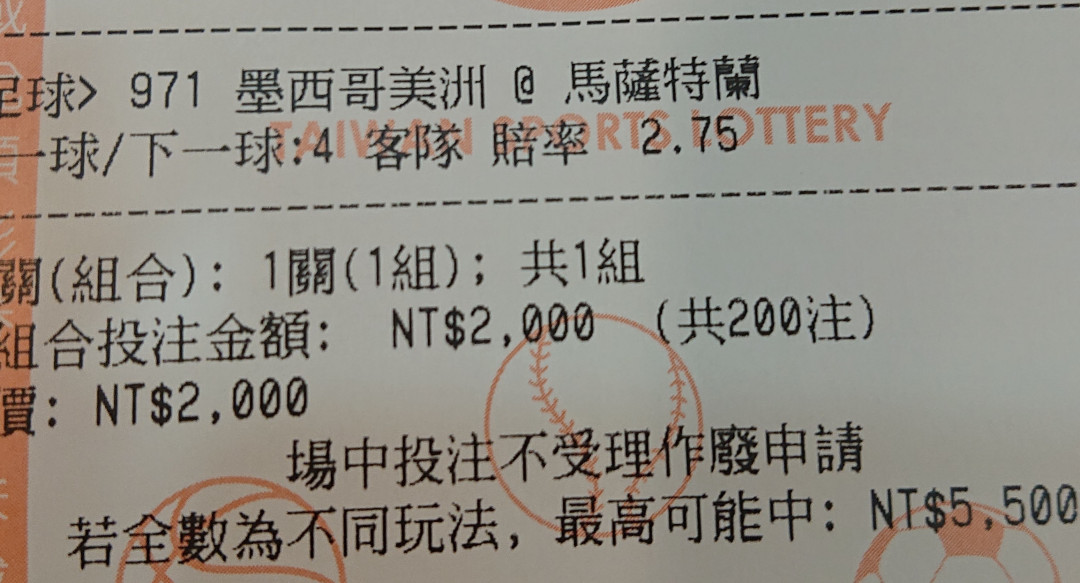 足球> 971 墨西哥美洲 @ 馬薩特蘭
TAIWAN SPORTS LOTTERY
一球/下一球:4 客隊 賠率 2.75
關(組合): 1關(1組); 共1組
組合投注金額: NT$2,000 (共200注)
價: NT$2,000
場中投注不受理作廢申請
若全數為不同玩法, 最高可能中: NT$5,500